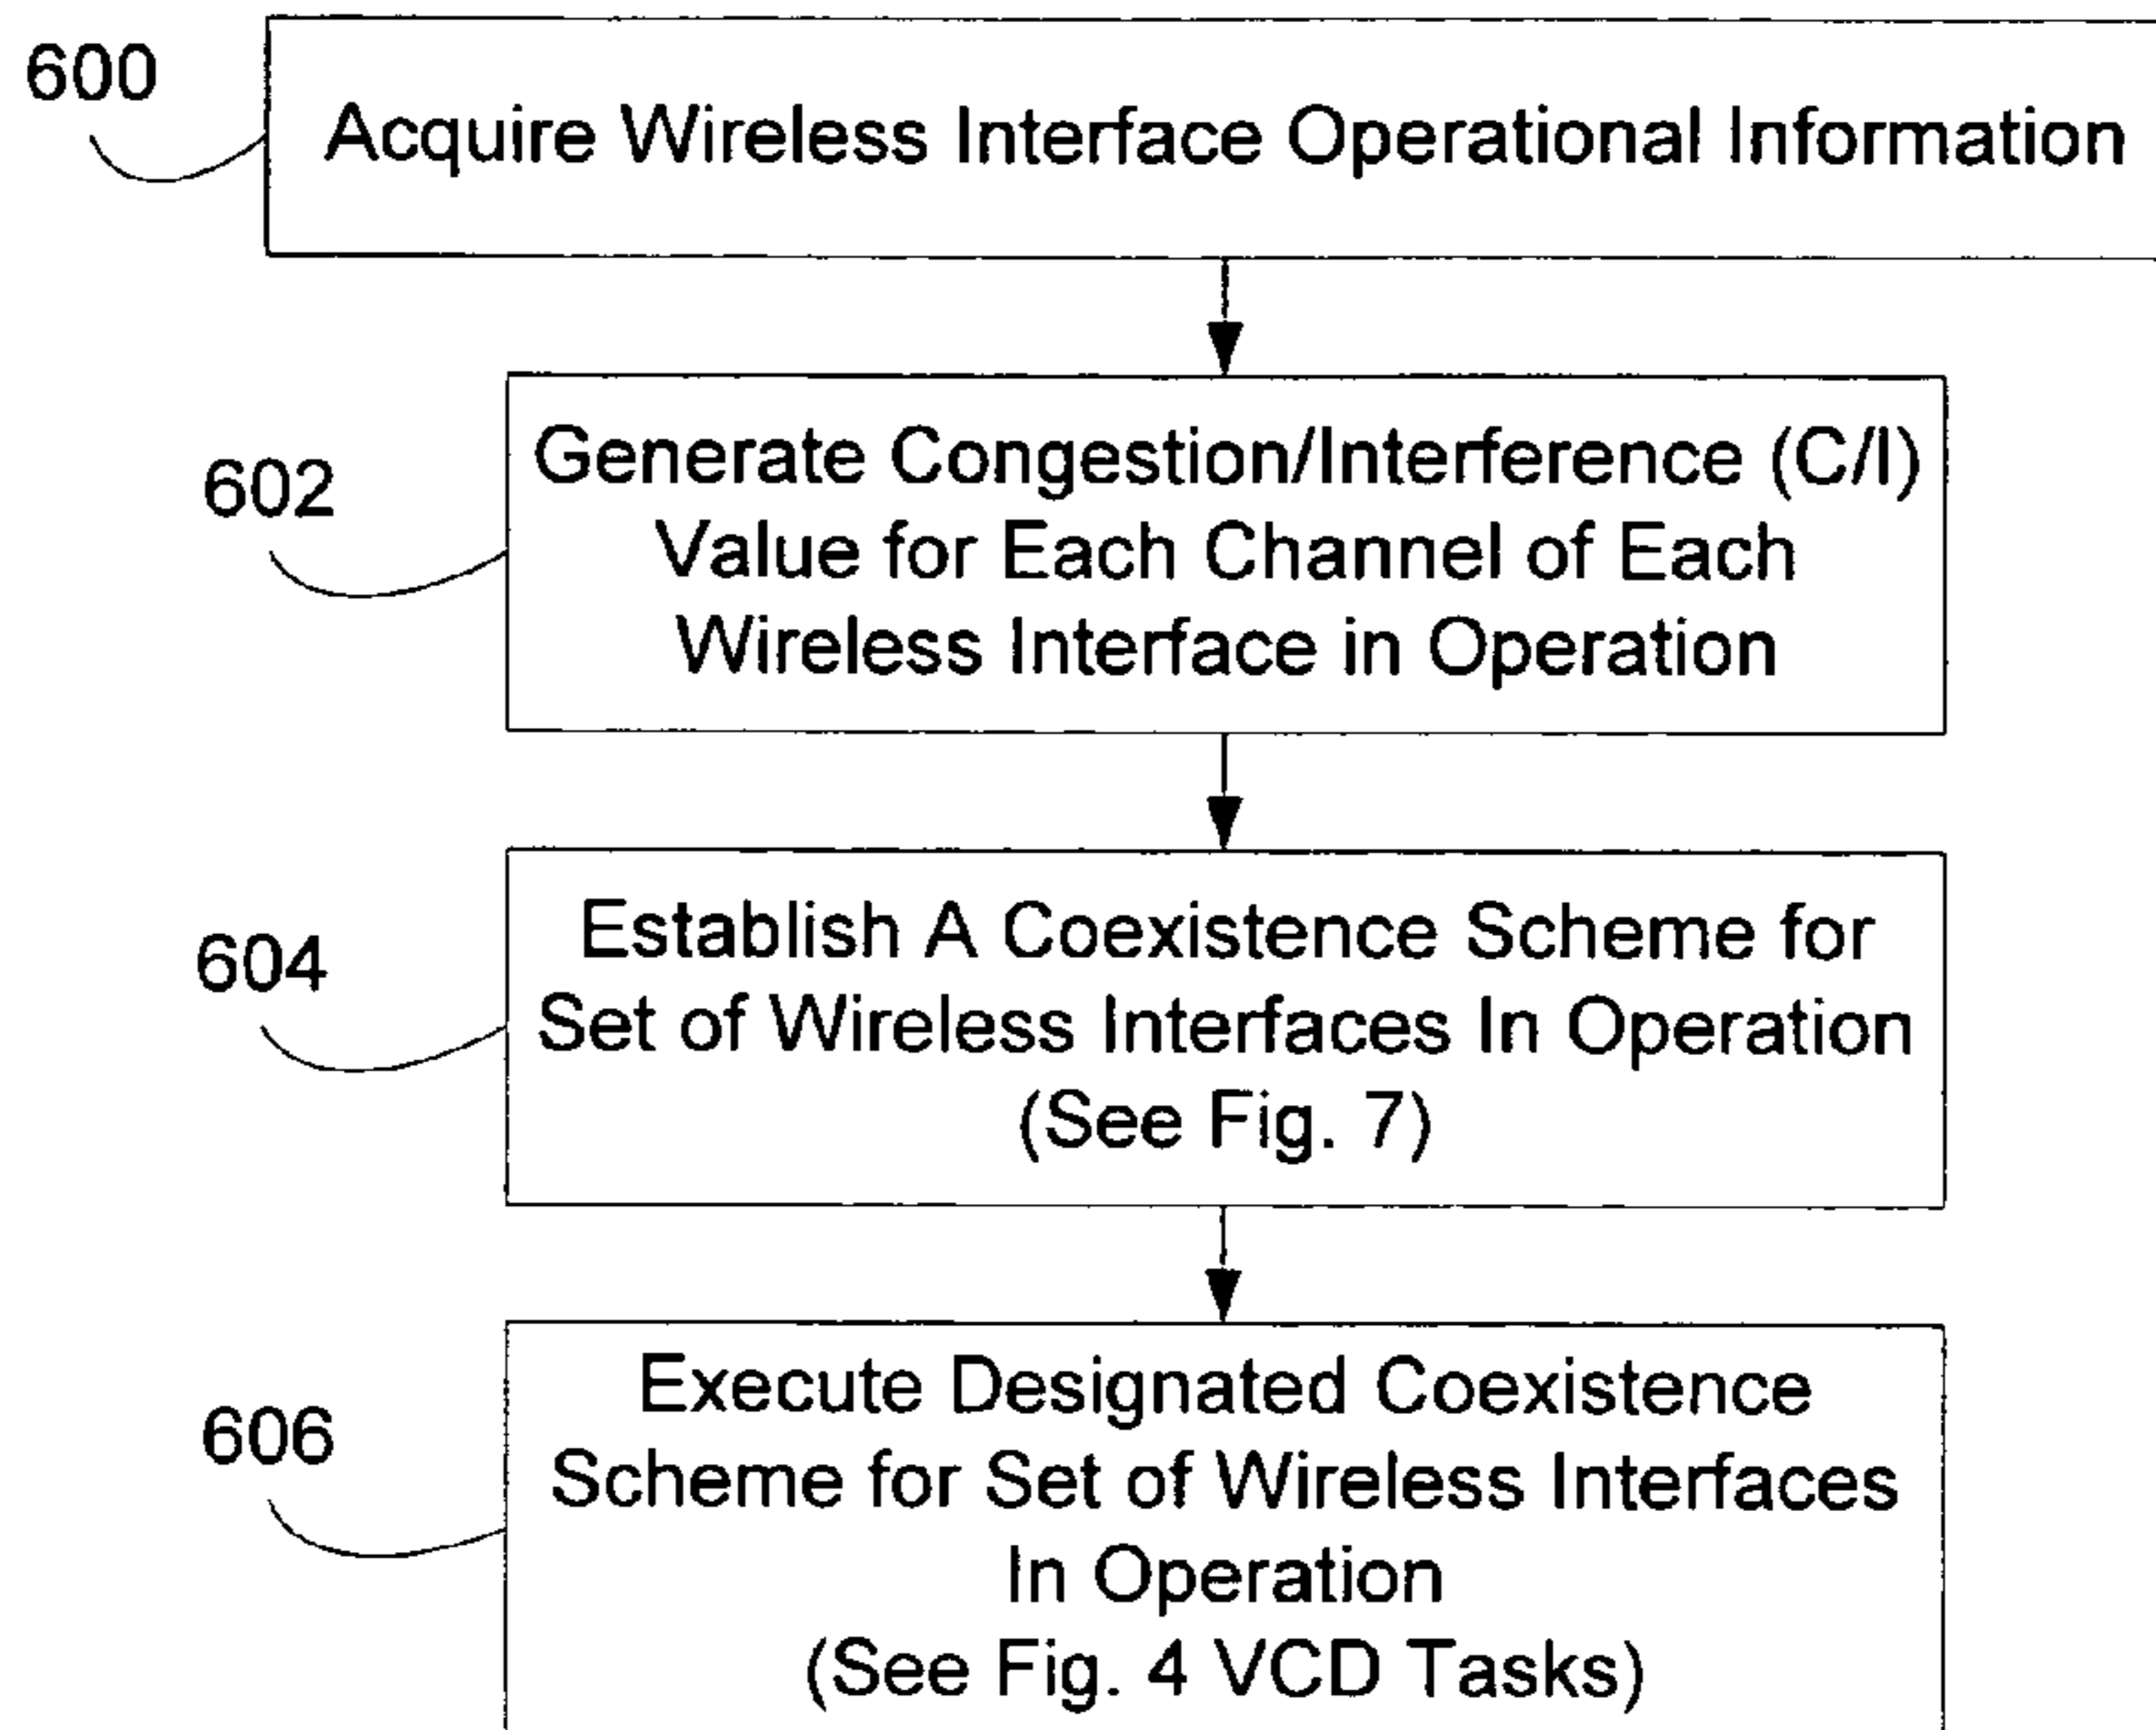 600
Acquire Wireless Interface Operational Information
602
Generate Congestion/Interference (C/I)
Value for Each Channel of Each
Wireless Interface in Operation
604
Establish A Coexistence Scheme for
Set of Wireless Interfaces In Operation
(See Fig. 7)
606
Execute Designated Coexistence
Scheme for Set of Wireless Interfaces
In Operation
(See Fig. 4 VCD Tasks)